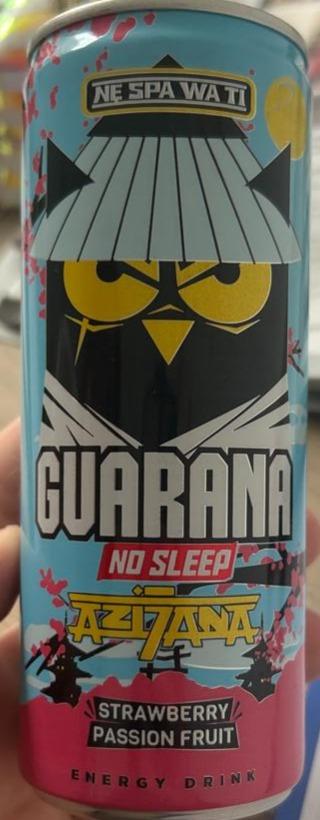 NE SPA WA TI
GUARANA
NO SLEEP
AZIJANA
STRAWBERRY
PASSION FRUIT
ENERGY DRINK